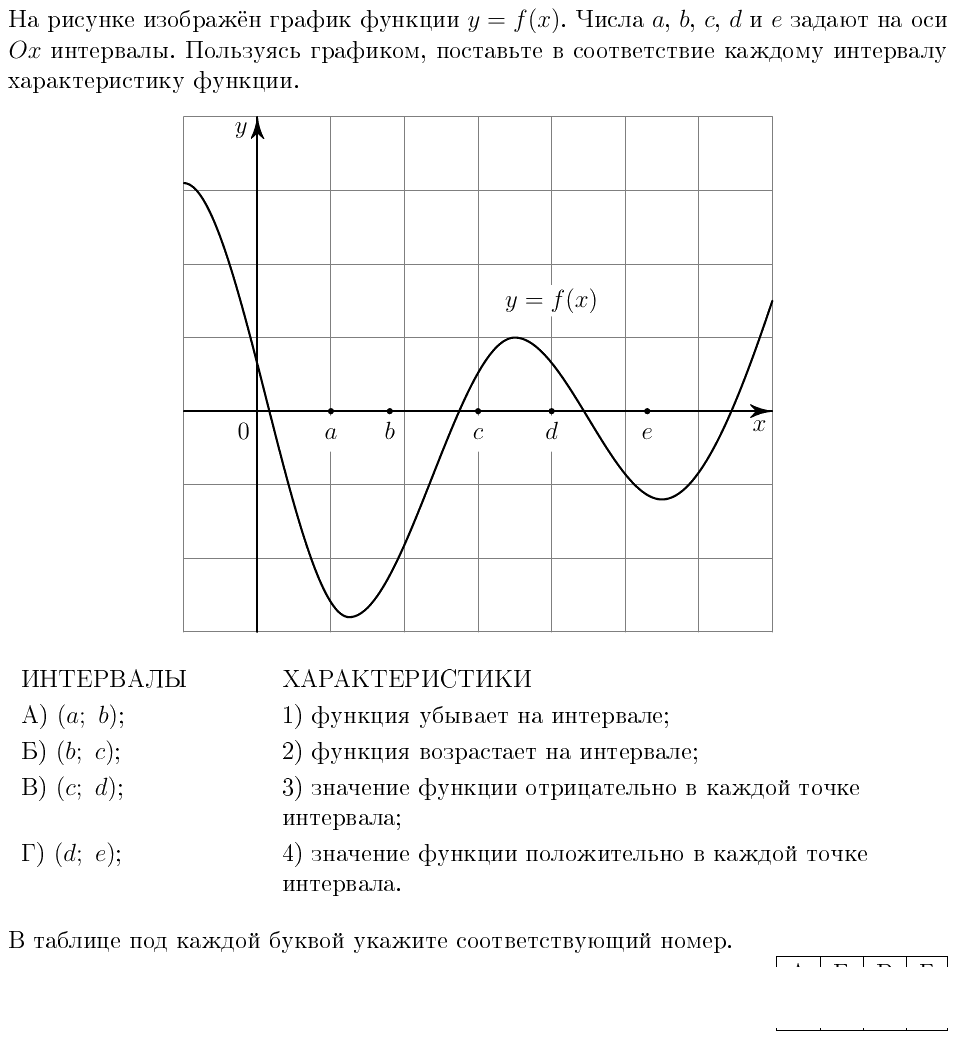 На рисунке изображён график функции y = f(x). Числа a, b, c, d и e задают на оси
Ox интервалы. Пользуясь графиком, поставьте в соответствие каждому интервалу
характеристику функции.
y
y = f(x)
0 a b c d e x
ИНТЕРВАЛЫ ХАРАКТЕРИСТИКИ
А) (a; b); 1) функция убывает на интервале;
Б) (b; c); 2) функция возрастает на интервале;
В) (c; d); 3) значение функции отрицательно в каждой точке
интервала;
Г) (d; e); 4) значение функции положительно в каждой точке
интервала.
В таблице под каждой буквой укажите соответствующий номер.